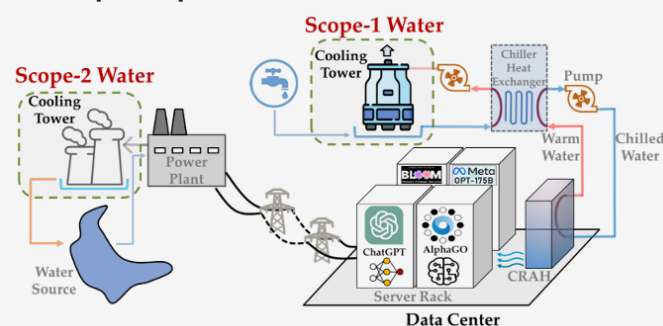 Scope-1 Water
Cooling
Tower
Chiller
Heat
Exchanger
Pump
Scope-2 Water
Cooling
Tower
Power
Plant
Warm
Water
Chilled
Water
BLOOM
Meta
OPT-175B
ChatGPT
AlphaGO
Water
Source
CRAH
Server Rack
Data Center